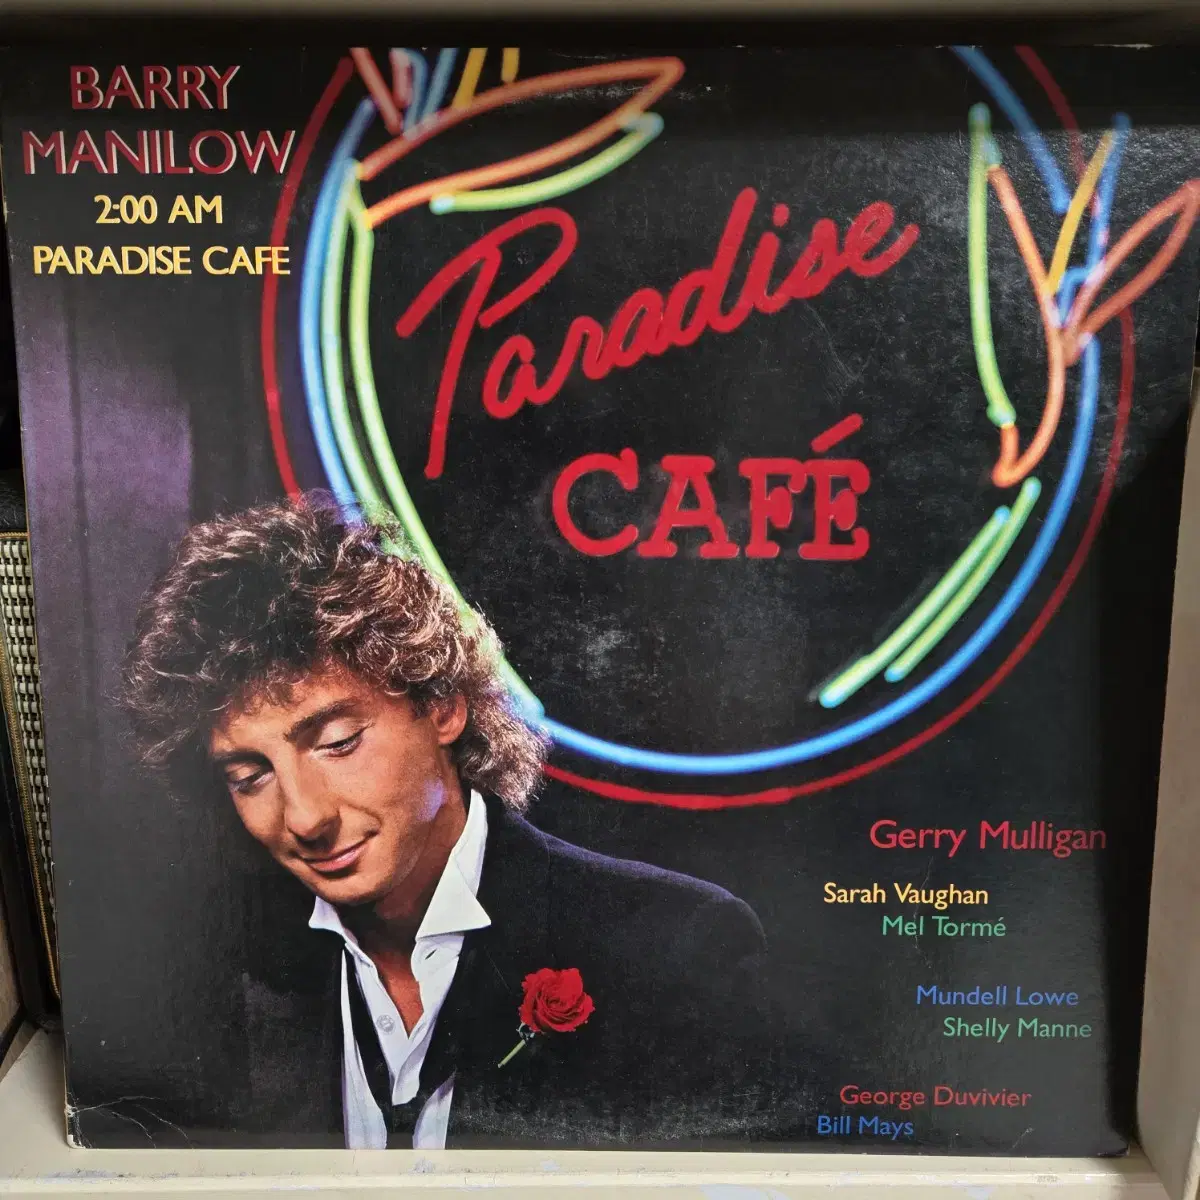 BARRY
MANILOW
2:00 AM
PARADISE CAFE
Paradise
CAFÉ
Gerry Mulligan
Sarah Vaughan
Mel Tormé
Mundell Lowe
Shelly Manne
George Duvivier
Bill Mays